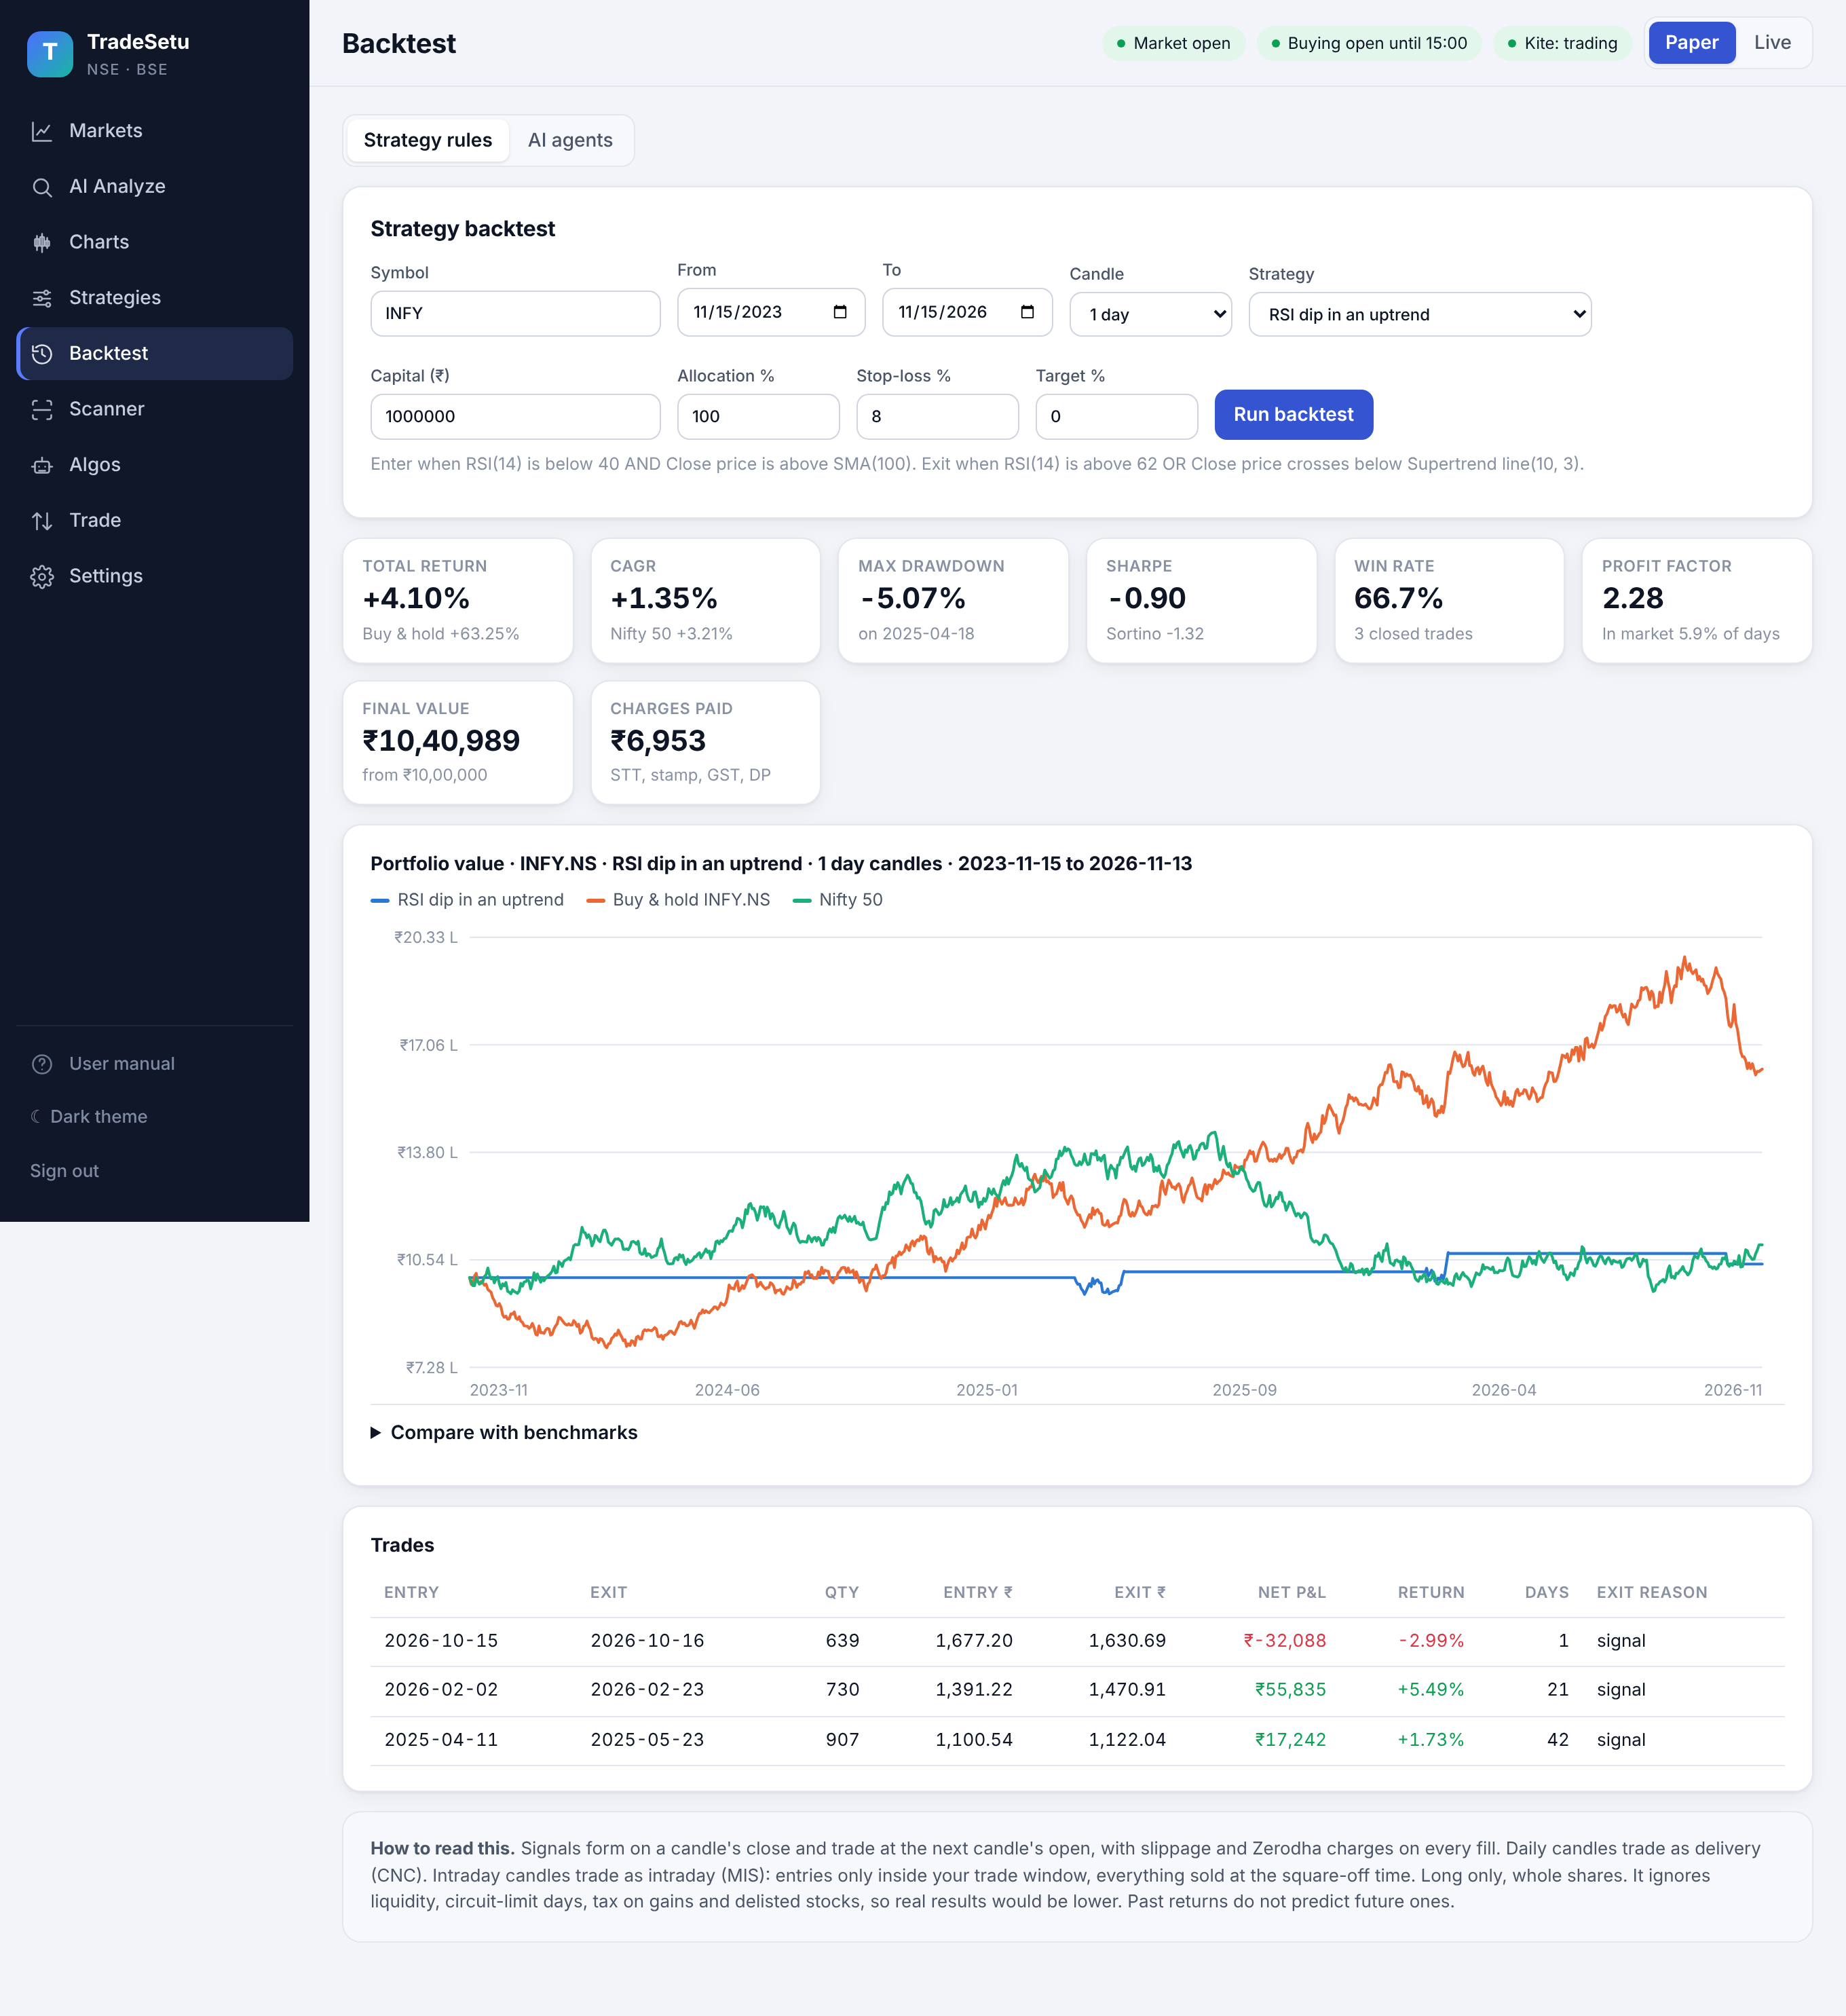 T
TradeSetu
NSE · BSE
Markets
AI Analyze
Charts
Strategies
Backtest
Scanner
Algos
Trade
Settings
User manual
Dark theme
Sign out
Backtest
Market open
Buying open until 15:00
Kite: trading
Paper
Live
Strategy rules
AI agents
Strategy backtest
Symbol
From
To
Candle
Strategy
INFY
11/15/2023
11/15/2026
1 day
RSI dip in an uptrend
Capital (₹)
Allocation %
Stop-loss %
Target %
1000000
100
8
0
Run backtest
Enter when RSI(14) is below 40 AND Close price is above SMA(100). Exit when RSI(14) is above 62 OR Close price crosses below Supertrend line(10, 3).
TOTAL RETURN
+4.10%
Buy & hold +63.25%
CAGR
+1.35%
Nifty 50 +3.21%
MAX DRAWDOWN
-5.07%
on 2025-04-18
SHARPE
-0.90
Sortino -1.32
WIN RATE
66.7%
3 closed trades
PROFIT FACTOR
2.28
In market 5.9% of days
FINAL VALUE
₹10,40,989
from ₹10,00,000
CHARGES PAID
₹6,953
STT, stamp, GST, DP
Portfolio value · INFY.NS · RSI dip in an uptrend · 1 day candles · 2023-11-15 to 2026-11-13
RSI dip in an uptrend
Buy & hold INFY.NS
Nifty 50
₹20.33 L
₹17.06 L
₹13.80 L
₹10.54 L
₹7.28 L
2023-11
2024-06
2025-01
2025-09
2026-04
2026-11
Compare with benchmarks
Trades
ENTRY EXIT QTY ENTRY ₹ EXIT ₹ NET P&L RETURN DAYS EXIT REASON
2026-10-15 2026-10-16 639 1,677.20 1,630.69 ₹-32,088 -2.99% 1 signal
2026-02-02 2026-02-23 730 1,391.22 1,470.91 ₹55,835 +5.49% 21 signal
2025-04-11 2025-05-23 907 1,100.54 1,122.04 ₹17,242 +1.73% 42 signal
How to read this. Signals form on a candle's close and trade at the next candle's open, with slippage and Zerodha charges on every fill. Daily candles trade as delivery
(CNC). Intraday candles trade as intraday (MIS): entries only inside your trade window, everything sold at the square-off time. Long only, whole shares. It ignores
liquidity, circuit-limit days, tax on gains and delisted stocks, so real results would be lower. Past returns do not predict future ones.